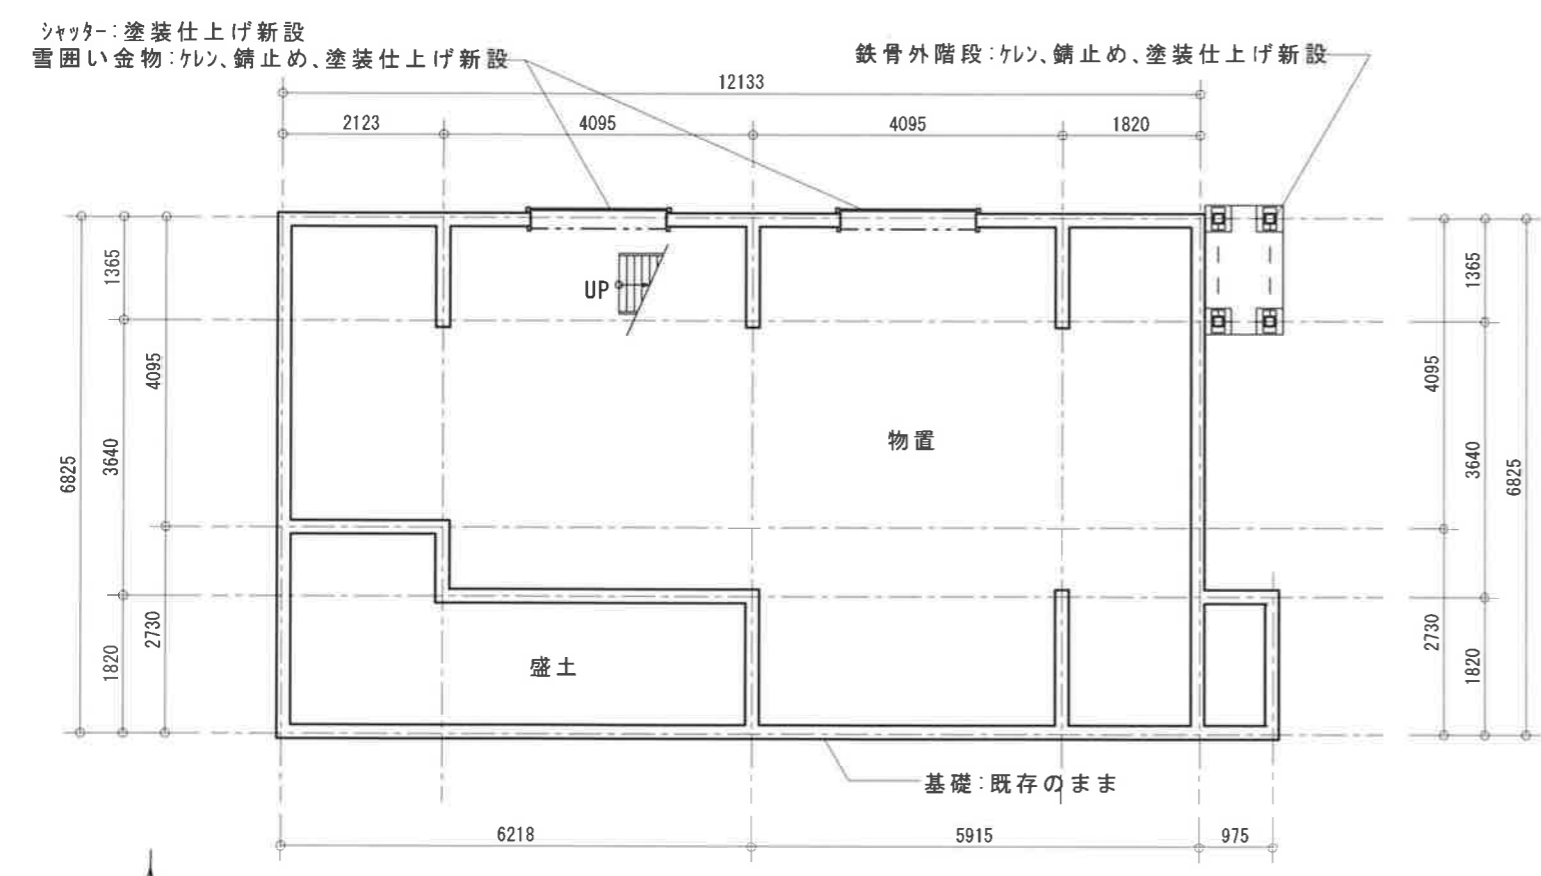 シャッター:塗装仕上げ新設
雪囲い金物:ケレン、錆止め、塗装仕上げ新設
鉄骨外階段:ケレン、錆止め、塗装仕上げ新設
12133
2123
4095
4095
1820
1365
4095
3640
6825
2730
1820
UP
物置
盛土
1365
4095
3640
6825
2730
1820
基礎:既存のまま
6218
5915
975